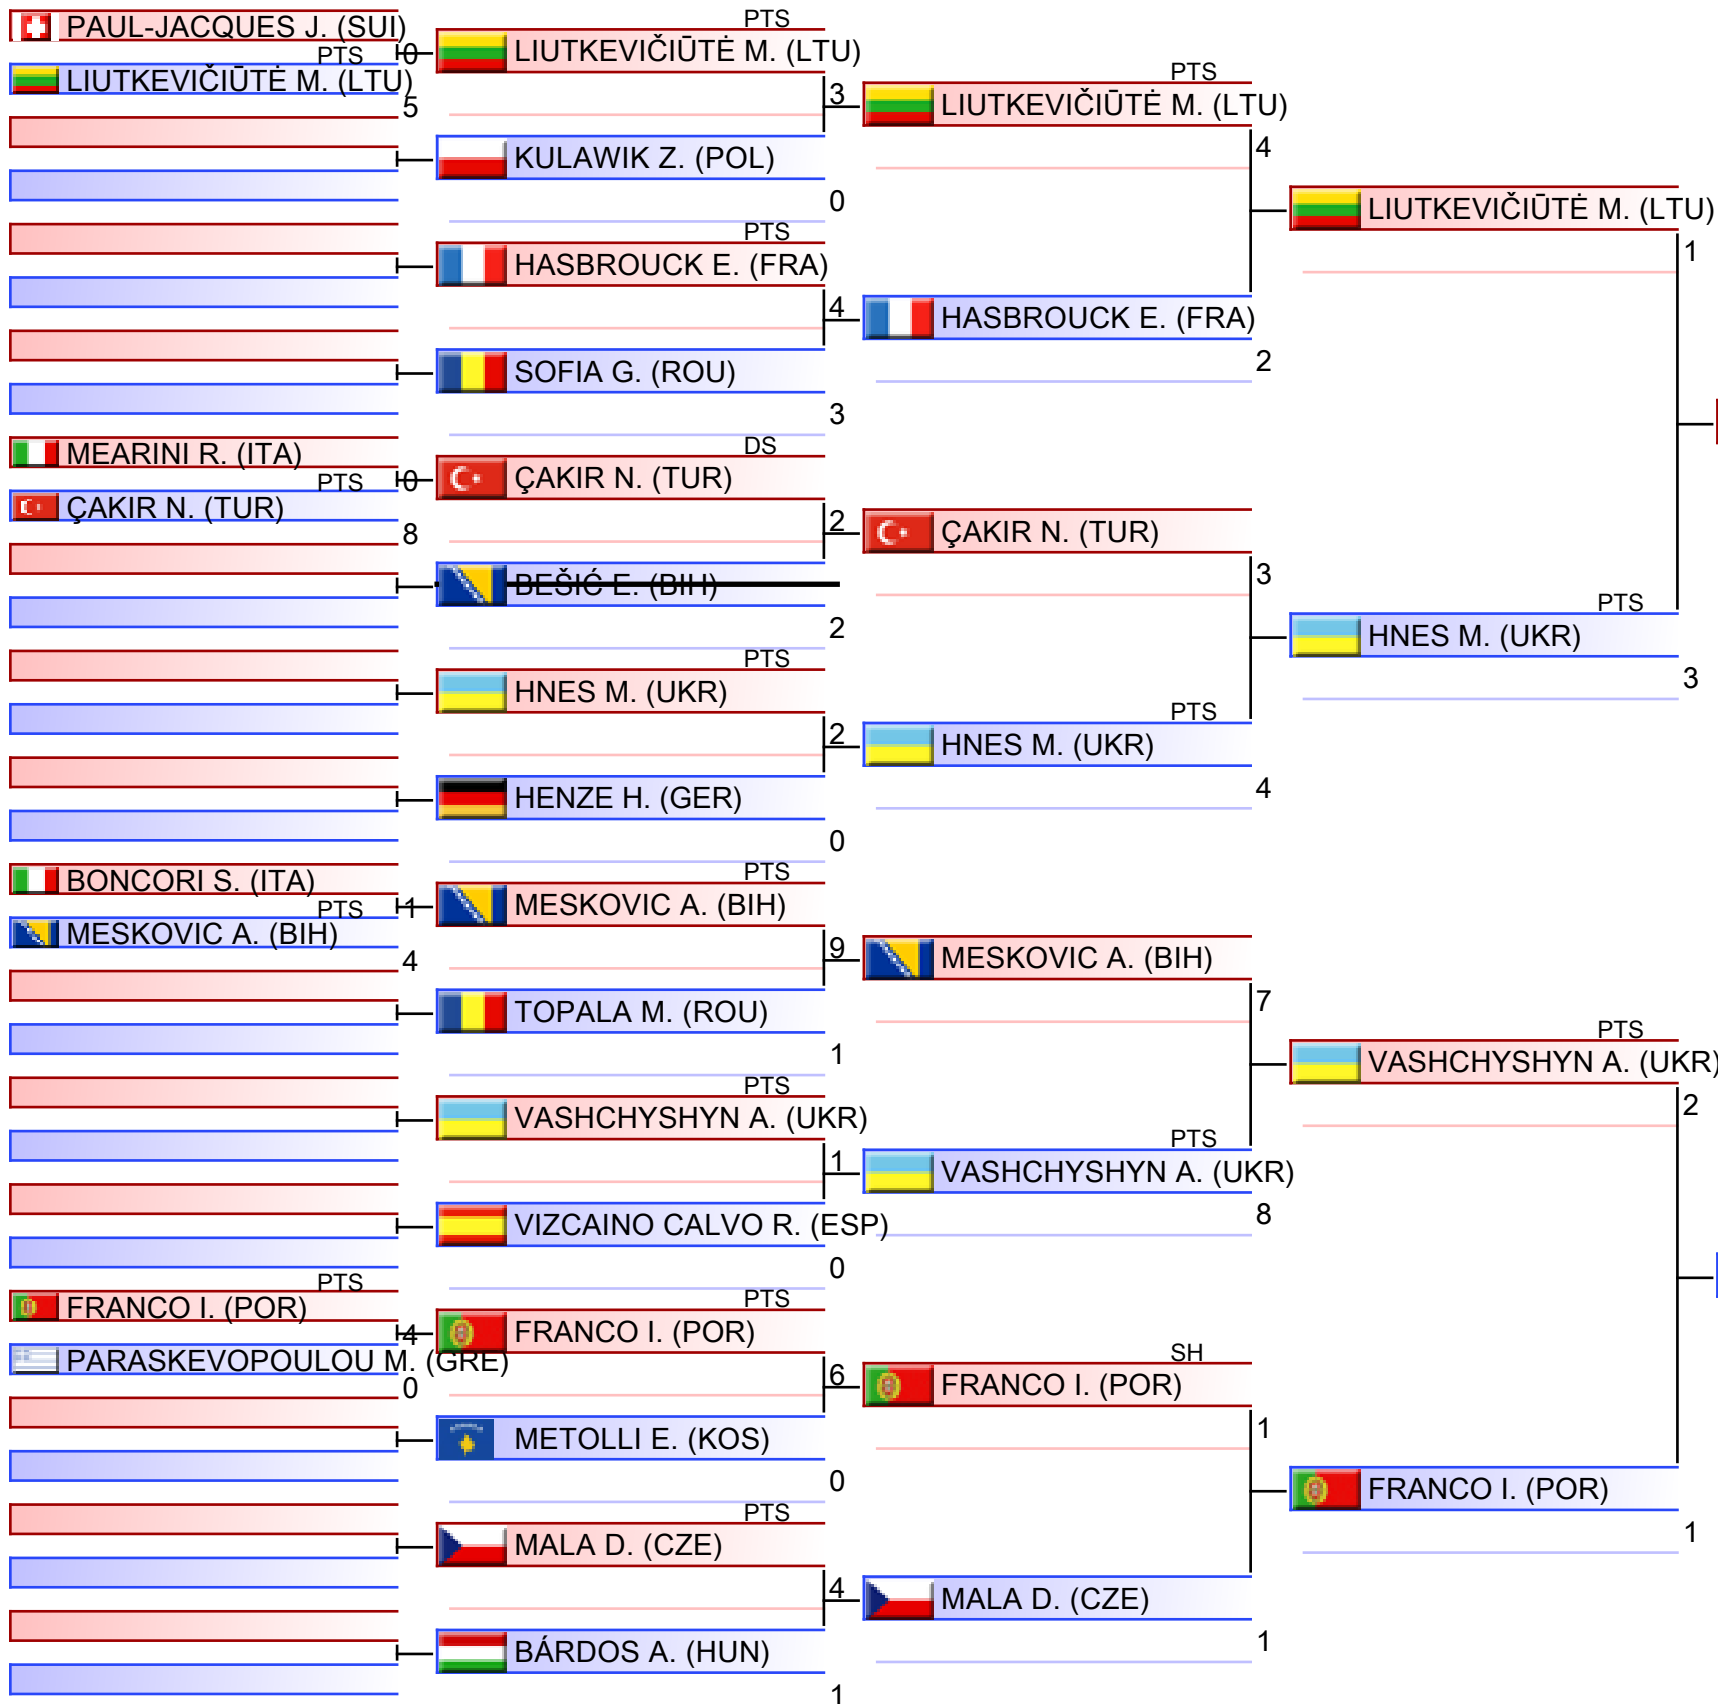 PAUL-JACQUES J. (SUI)
0
PTS
LIUTKEVIČIŪTĖ M. (LTU)
5
MEARINI R. (ITA)
0
PTS
ÇAKIR N. (TUR)
8
BONCORI S. (ITA)
1
PTS
MESKOVIC A. (BIH)
4
PTS
FRANCO I. (POR)
4
PARASKEVOPOULOU M. (GRE)
0
PTS
LIUTKEVIČIŪTĖ M. (LTU)
3
KULAWIK Z. (POL)
0
PTS
HASBROUCK E. (FRA)
4
SOFIA G. (ROU)
3
DS
ÇAKIR N. (TUR)
2
BEŠIĆ E. (BIH)
2
PTS
HNES M. (UKR)
2
HENZE H. (GER)
0
PTS
MESKOVIC A. (BIH)
9
TOPALA M. (ROU)
1
PTS
VASHCHYSHYN A. (UKR)
1
VIZCAINO CALVO R. (ESP)
0
PTS
FRANCO I. (POR)
6
METOLLI E. (KOS)
0
PTS
MALA D. (CZE)
4
BÁRDOS A. (HUN)
1
PTS
LIUTKEVIČIŪTĖ M. (LTU)
4
HASBROUCK E. (FRA)
2
ÇAKIR N. (TUR)
3
PTS
HNES M. (UKR)
4
MESKOVIC A. (BIH)
7
PTS
VASHCHYSHYN A. (UKR)
8
SH
FRANCO I. (POR)
1
MALA D. (CZE)
1
LIUTKEVIČIŪTĖ M. (LTU)
1
PTS
HNES M. (UKR)
3
PTS
VASHCHYSHYN A. (UKR)
2
FRANCO I. (POR)
1